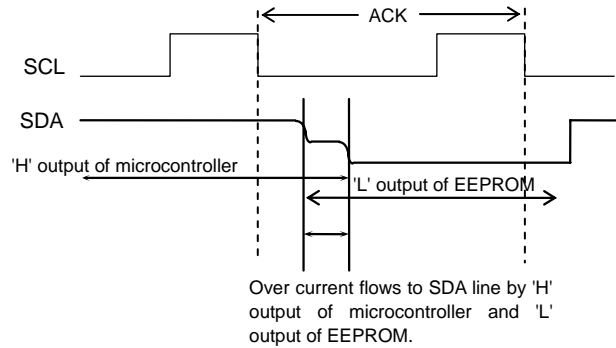 ACK
SCL
SDA
'H' output of microcontroller
'L' output of EEPROM
Over current flows to SDA line by 'H'
output of microcontroller and 'L'
output of EEPROM.